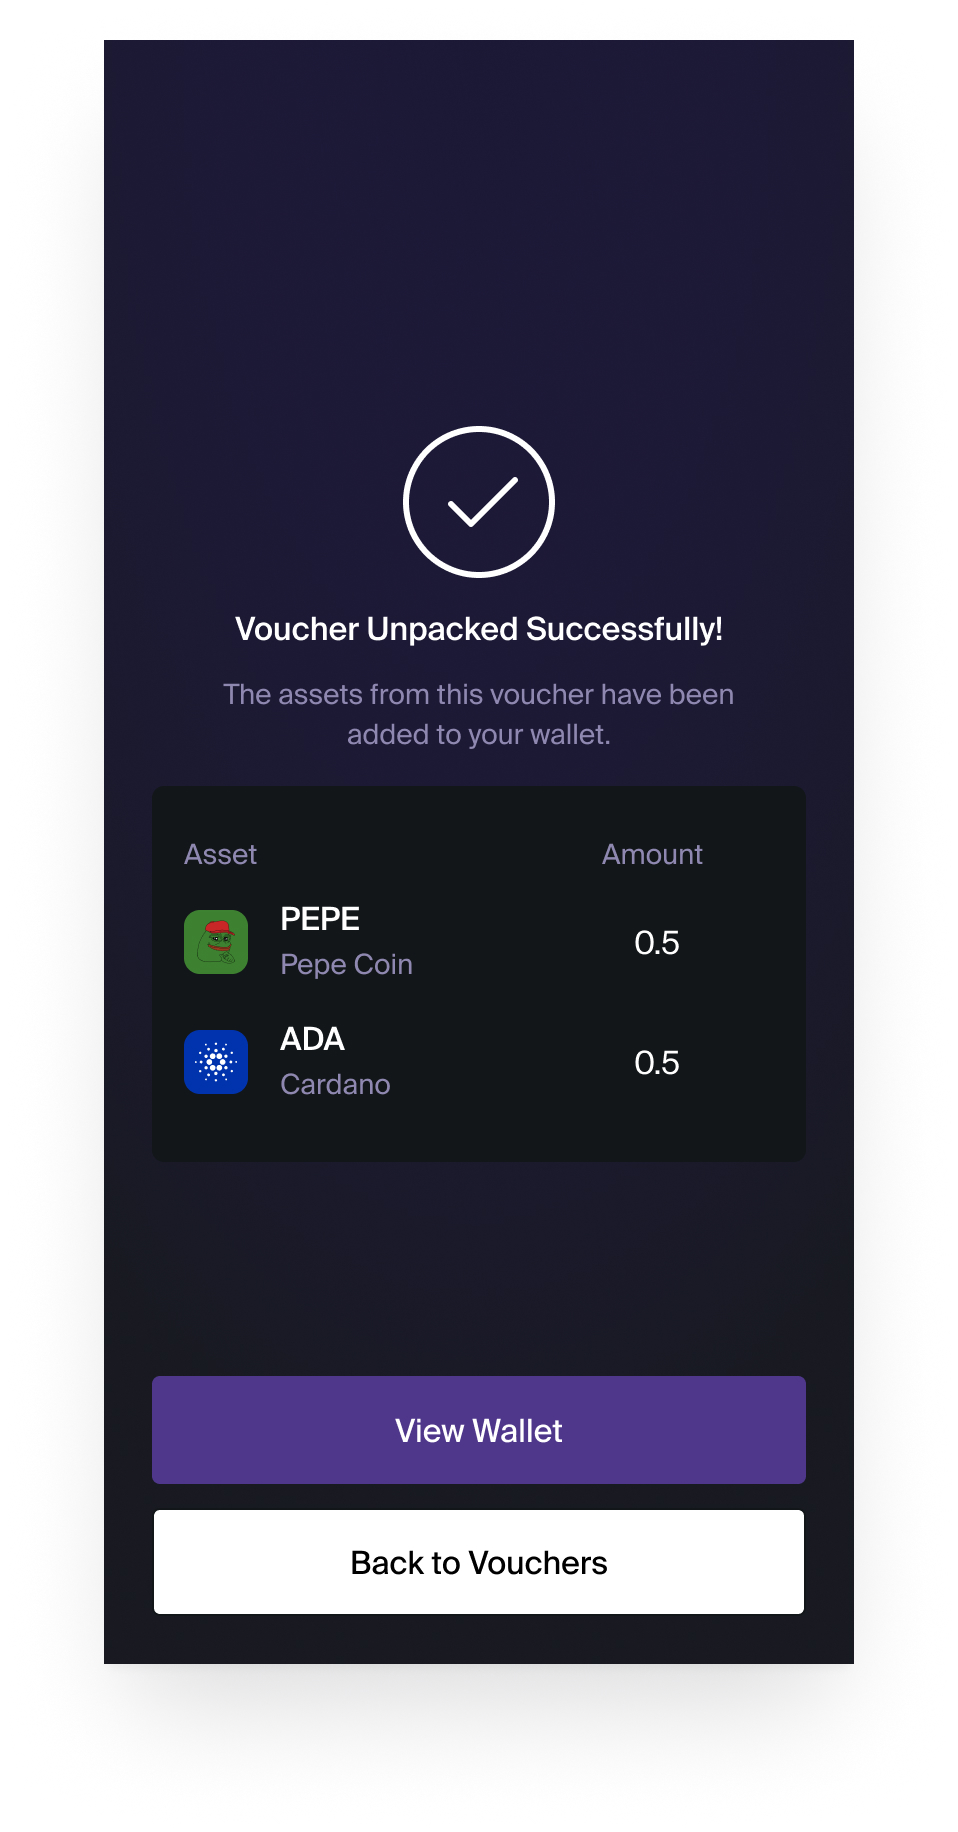 Voucher Unpacked Successfully!
The assets from this voucher have been
added to your wallet.
Asset Amount
PEPE
Pepe Coin
0.5
ADA
Cardano
0.5
View Wallet
Back to Vouchers